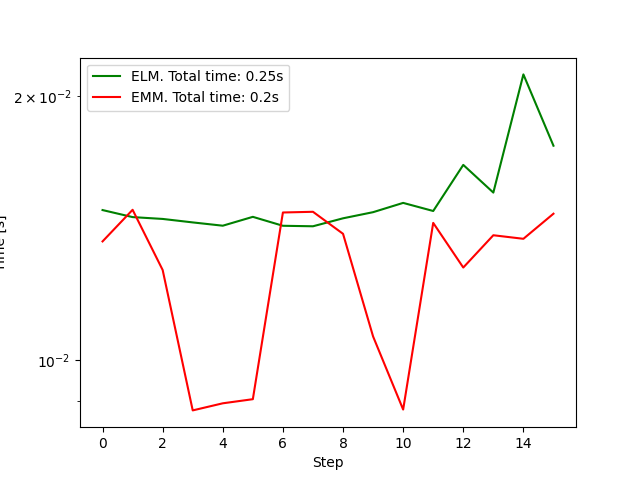 ELM. Total time: 0.25s
EMM. Total time: 0.2s
2 × 10⁻²
10⁻²
[s]
0 2 4 6 8 10 12 14
Step